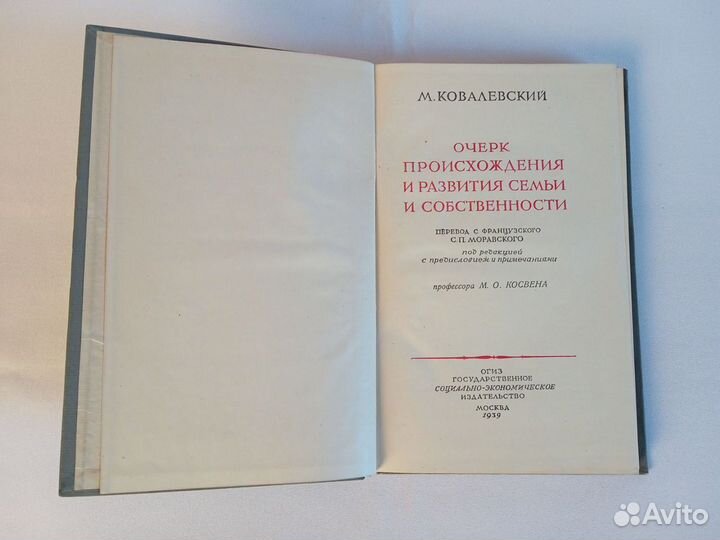 М. КОВАЛЕВСКИЙ
ОЧЕРК
ПРОИСХОЖДЕНИЯ
И РАЗВИТИЯ СЕМЬИ
И СОБСТВЕННОСТИ
ПЕРЕВОД С ФРАНЦУЗСКОГО
С. П. МОРАВСКОГО
под редакцией
с предисловием и примечаниями
профессора М. О. КОСВЕНА
ОГИЗ
ГОСУДАРСТВЕННОЕ
СОЦИАЛЬНО-ЭКОНОМИЧЕСКОЕ
ИЗДАТЕЛЬСТВО
МОСКВА
1939
Avito